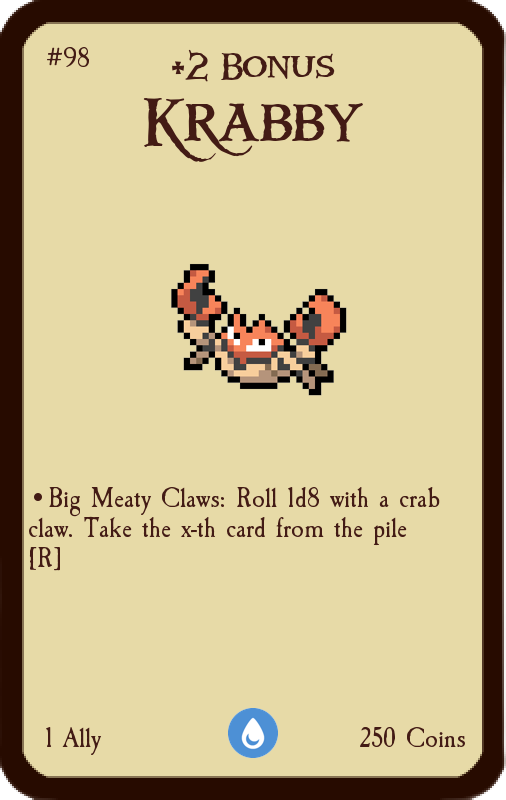 #98
+2 Bonus
Krabby
• Big Meaty Claws: Roll 1d8 with a crab
claw. Take the x-th card from the pile
[R]
1 Ally
250 Coins